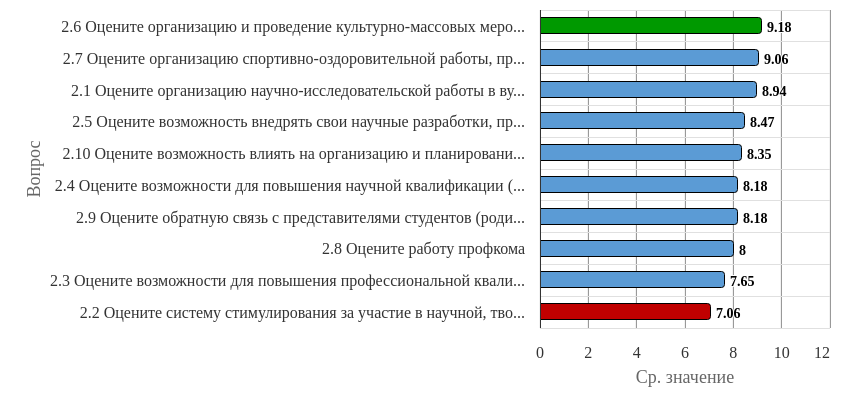 2.6 Оцените организацию и проведение культурно-массовых меро... 9.18
2.7 Оцените организацию спортивно-оздоровительной работы, пр... 9.06
2.1 Оцените организацию научно-исследовательской работы в ву... 8.94
2.5 Оцените возможность внедрять свои научные разработки, пр... 8.47
2.10 Оцените возможность влиять на организацию и планировани... 8.35
2.4 Оцените возможности для повышения научной квалификации (... 8.18
2.9 Оцените обратную связь с представителями студентов (роди... 8.18
2.8 Оцените работу профкома 8
2.3 Оцените возможности для повышения профессиональной квали... 7.65
2.2 Оцените систему стимулирования за участие в научной, тво... 7.06
Вопрос
0 2 4 6 8 10 12
Ср. значение